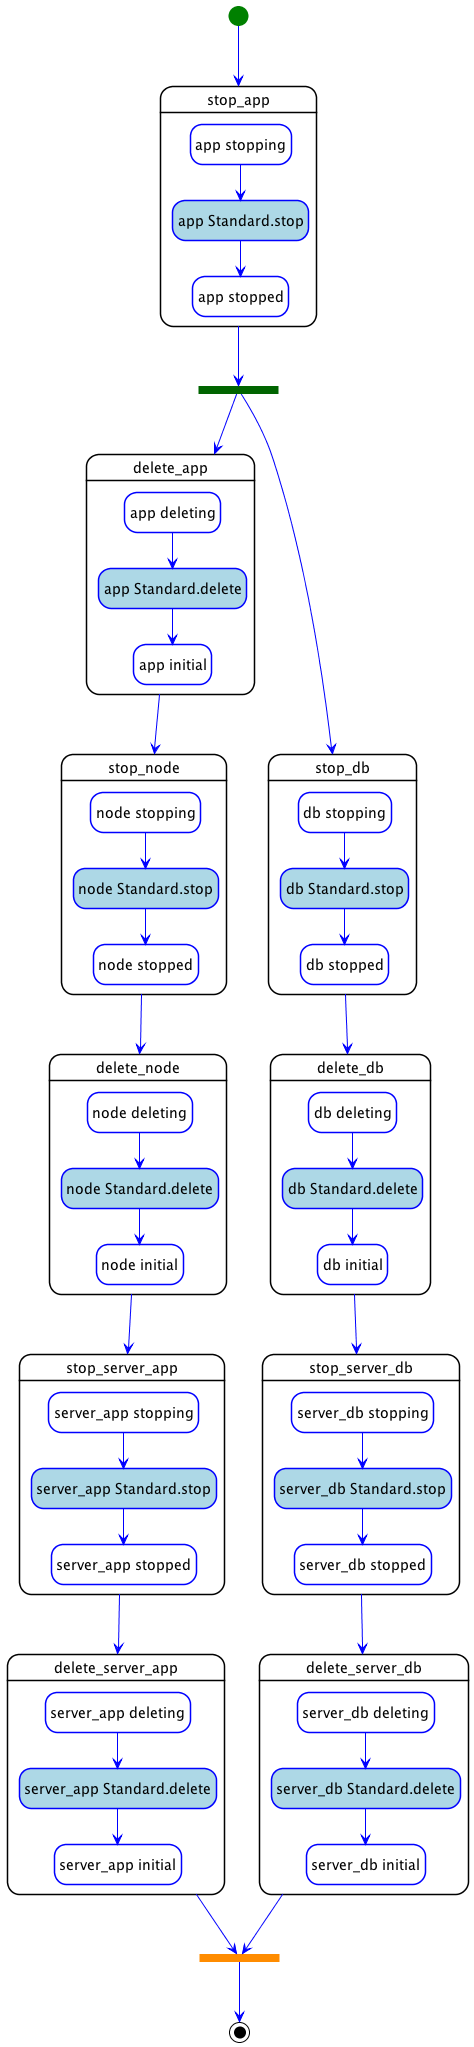 stop_app
app stopping
app Standard.stop
app stopped
delete_app
app deleting
app Standard.delete
app initial
stop_node
node stopping
node Standard.stop
node stopped
stop_db
db stopping
db Standard.stop
db stopped
delete_node
node deleting
node Standard.delete
node initial
delete_db
db deleting
db Standard.delete
db initial
stop_server_app
server_app stopping
server_app Standard.stop
server_app stopped
stop_server_db
server_db stopping
server_db Standard.stop
server_db stopped
delete_server_app
server_app deleting
server_app Standard.delete
server_app initial
delete_server_db
server_db deleting
server_db Standard.delete
server_db initial